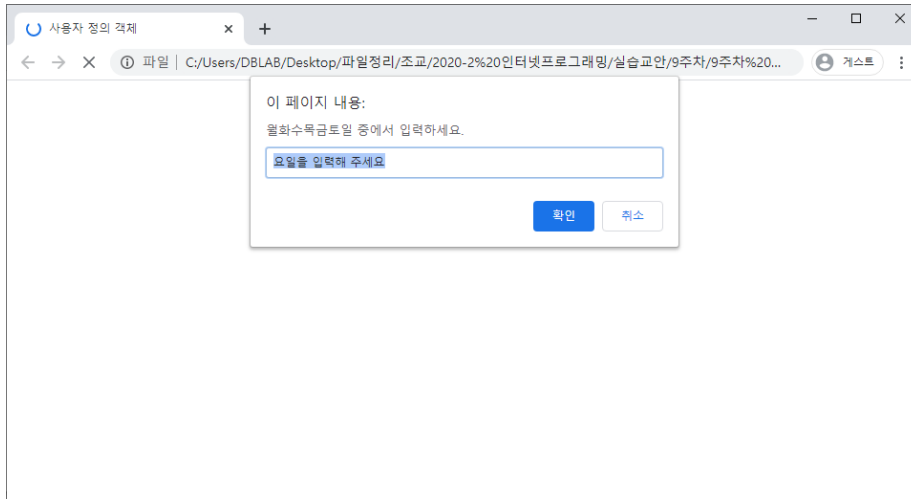 사용자 정의 객체
파일 | C:/Users/DBLAB/Desktop/파일정리/조교/2020-2%20인터넷프로그래밍/실습교안/9주차/9주차%20...
게스트
이 페이지 내용:
월화수목금토일 중에서 입력하세요.
요일을 입력해 주세요
확인 취소